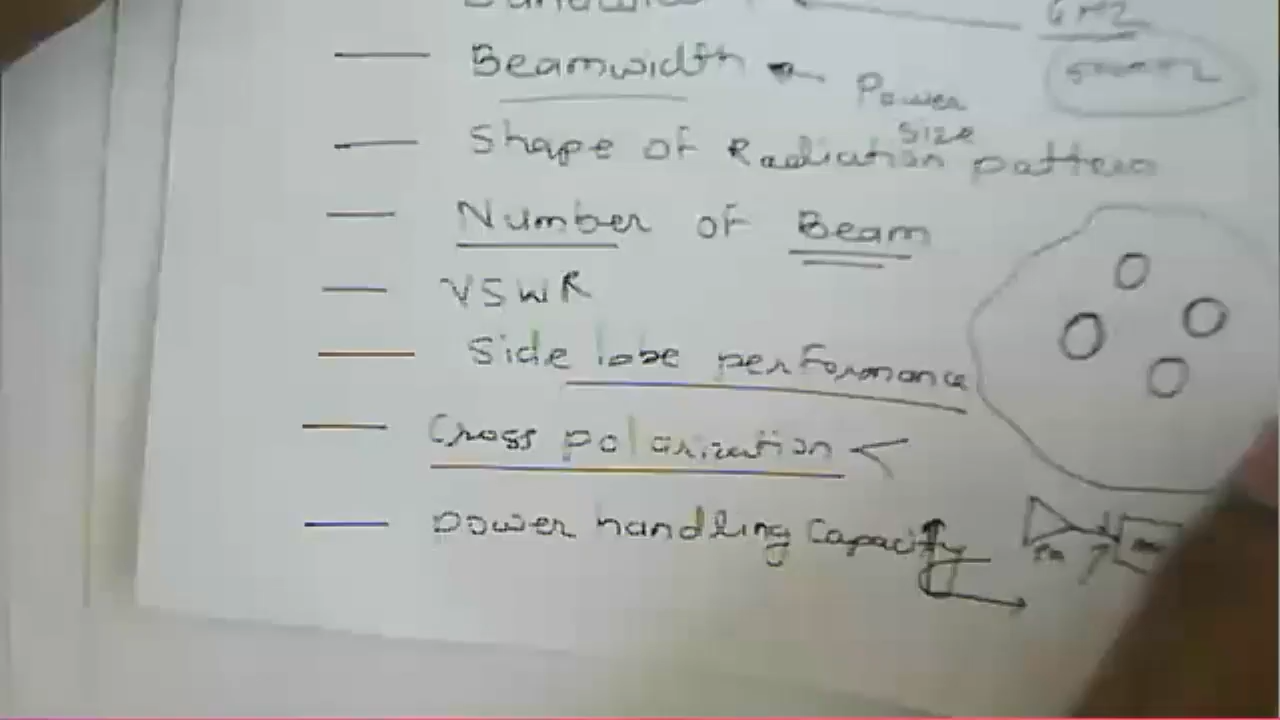 GHz
Beamwidth
Power
Size
Shape of Radiation pattern
Number of Beam
VSWR
Side lobe performance
Cross polarization <
power handling Capacity